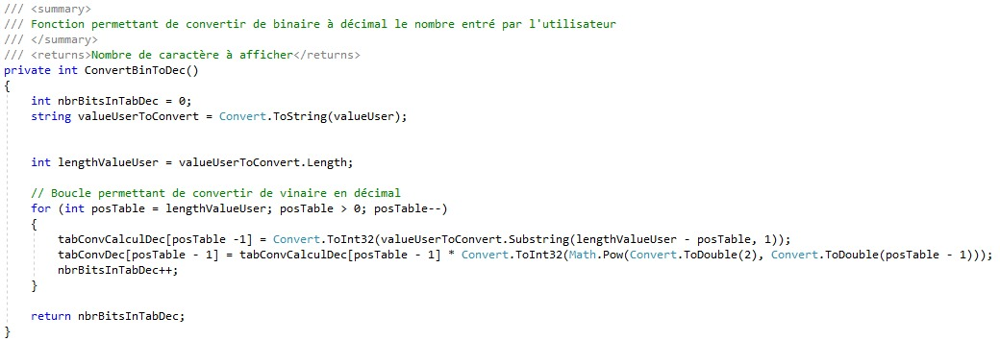 /// <summary>
/// Fonction permettant de convertir de binaire à décimal le nombre entré par l'utilisateur
/// </summary>
/// <returns>Nombre de caractère à afficher</returns>
private int ConvertBinToDec()
{
    int nbrBitsInTabDec = 0;
    string valueUserToConvert = Convert.ToString(valueUser);
    int lengthValueUser = valueUserToConvert.Length;
    // Boucle permettant de convertir de vinaire en décimal
    for (int posTable = lengthValueUser; posTable > 0; posTable--)
    {
        tabConvCalculDec[posTable -1] = Convert.ToInt32(valueUserToConvert.Substring(lengthValueUser - posTable, 1));
        tabConvDec[posTable - 1] = tabConvCalculDec[posTable - 1] * Convert.ToInt32(Math.Pow(Convert.ToDouble(2), Convert.ToDouble(posTable - 1)));
        nbrBitsInTabDec++;
    }
    return nbrBitsInTabDec;
}